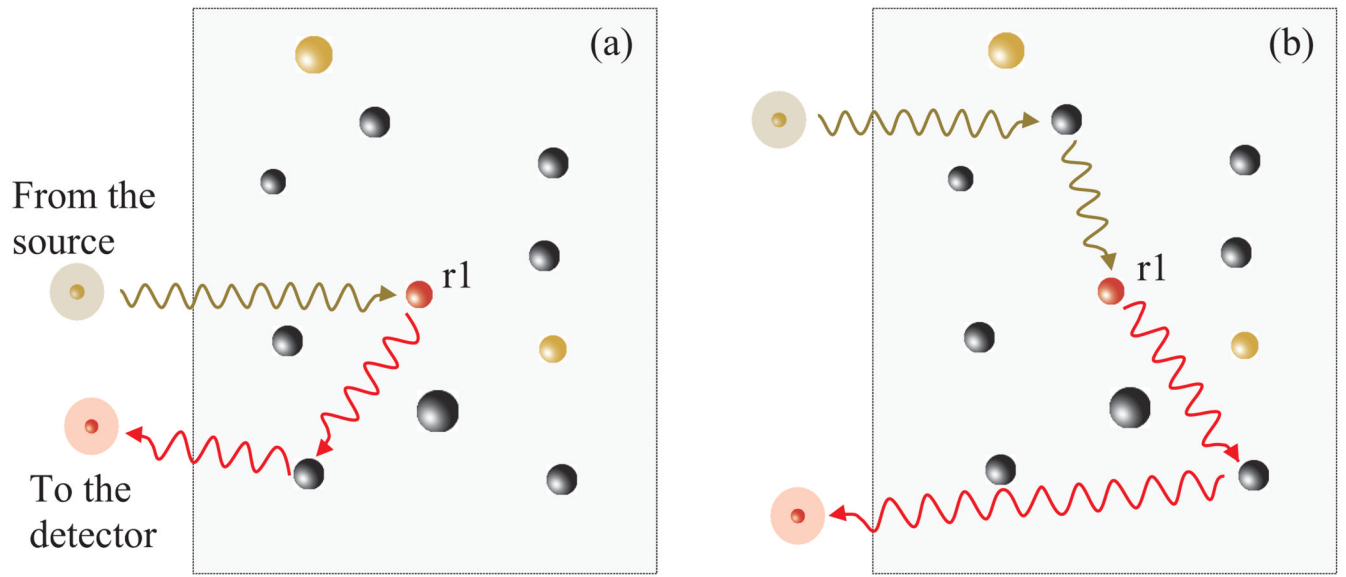 (a)
From the
source
r1
To the
detector
(b)
r1